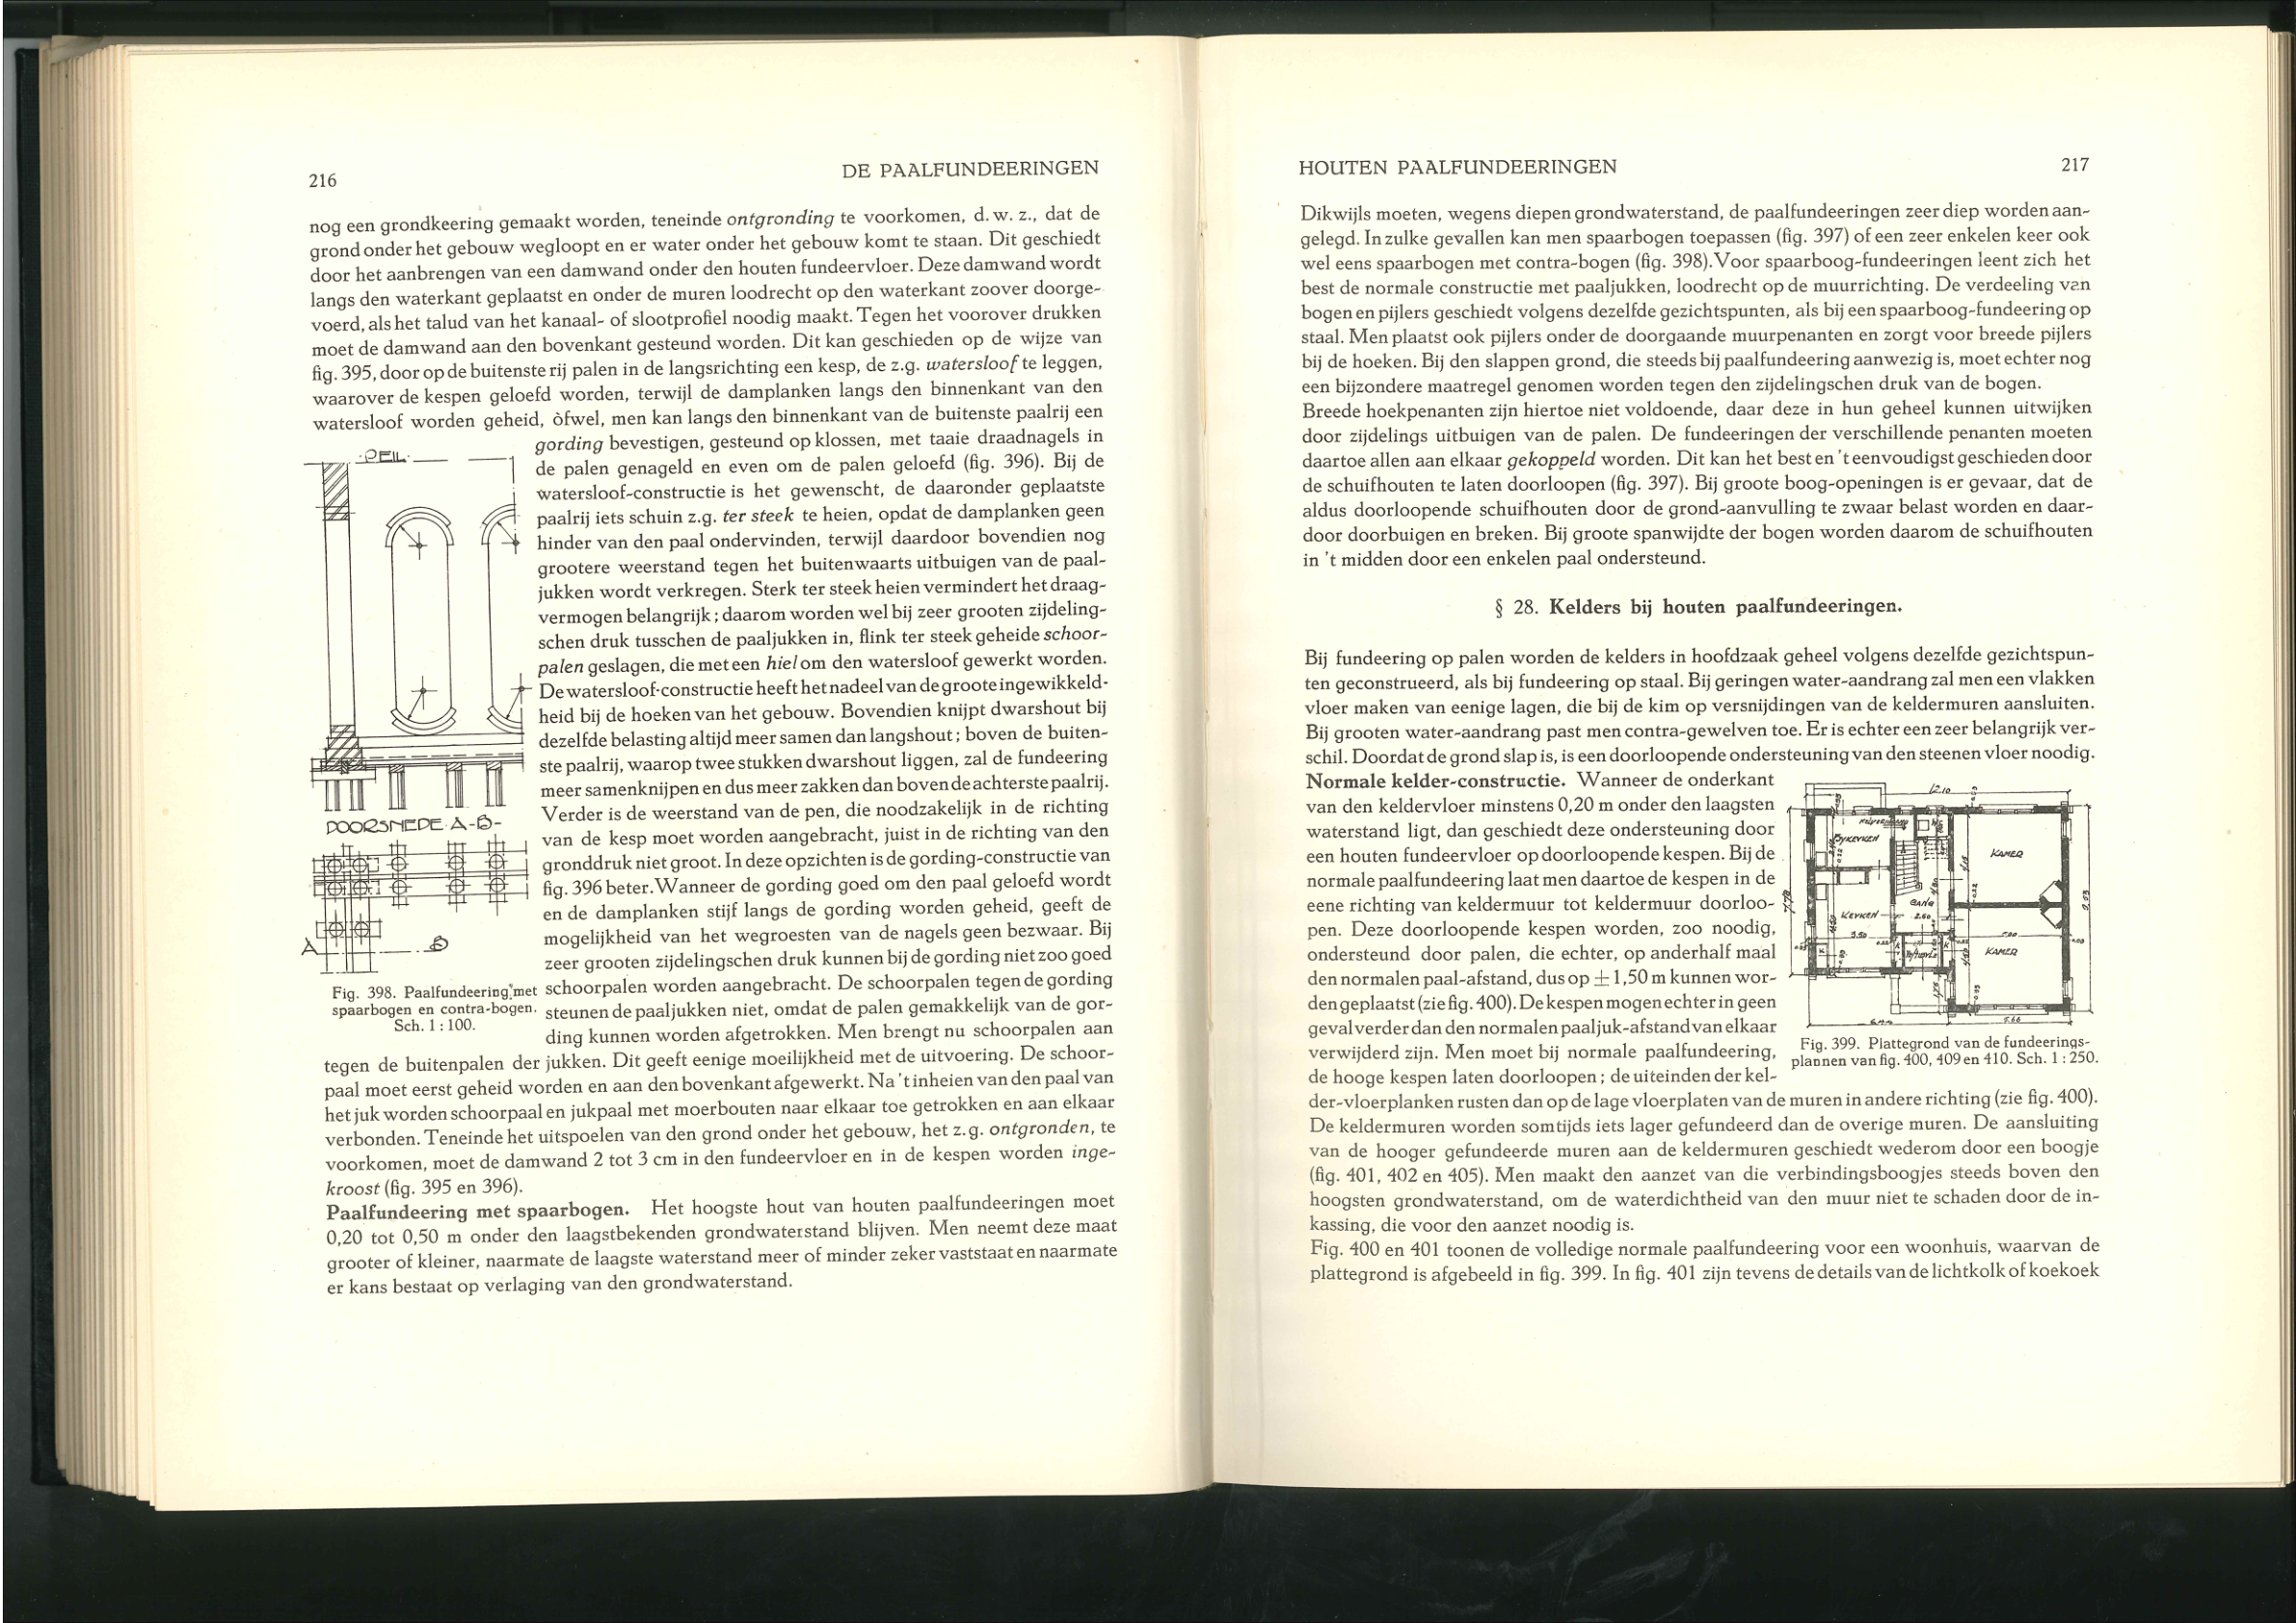 216
DE PAALFUNDEERINGEN
nog een grondkeering gemaakt worden, teneinde ontgronding te voorkomen, d. w. z., dat de
grond onder het gebouw wegloopt en er water onder het gebouw komt te staan. Dit geschiedt
door het aanbrengen van een damwand onder den houten fundeervloer. Deze damwand wordt
langs den waterkant geplaatst en onder de muren loodrecht op den waterkant zoover doorge-
voerd, als het talud van het kanaal- of slootprofiel noodig maakt. Tegen het voorover drukken
moet de damwand aan den bovenkant gesteund worden. Dit kan geschieden op de wijze van
fig. 395, door op de buitenste rij palen in de langsrichting een kesp, de z.g. watersloof te leggen,
waarover de kespen geloefd worden, terwijl de damplanken langs den binnenkant van den
watersloof worden geheid, òfwel, men kan langs den binnenkant van de buitenste paalrij een
gording bevestigen, gesteund op klossen, met taaie draadnagels in
de palen genageld en even om de palen geloefd (fig. 396). Bij de
watersloof-constructie is het gewenscht, de daaronder geplaatste
paalrij iets schuin z.g. ter steek te heien, opdat de damplanken geen
hinder van den paal ondervinden, terwijl daardoor bovendien nog
grootere weerstand tegen het buitenwaarts uitbuigen van de paal-
jukken wordt verkregen. Sterk ter steek heien vermindert het draag-
vermogen belangrijk; daarom worden wel bij zeer grooten zijdeling-
schen druk tusschen de paaljukken in, flink ter steek geheide schoor-
palen geslagen, die met een hiel om den watersloof gewerkt worden.
De watersloof-constructie heeft het nadeel van de groote ingewikkeld-
heid bij de hoeken van het gebouw. Bovendien knijpt dwarshout bij
dezelfde belasting altijd meer samen dan langshout; boven de buiten-
ste paalrij, waarop twee stukken dwarshout liggen, zal de fundeering
meer samenknijpen en dus meer zakken dan boven de achterste paalrij.
Verder is de weerstand van de pen, die noodzakelijk in de richting
van de kesp moet worden aangebracht, juist in de richting van den
gronddruk niet groot. In deze opzichten is de gording-constructie van
fig. 396 beter. Wanneer de gording goed om den paal geloefd wordt
en de damplanken stijf langs de gording worden geheid, geeft de
mogelijkheid van het wegroesten van de nagels geen bezwaar. Bij
zeer grooten zijdelingschen druk kunnen bij de gording niet zoo goed
schoorpalen worden aangebracht. De schoorpalen tegen de gording
steunen de paaljukken niet, omdat de palen gemakkelijk van de gor-
ding kunnen worden afgetrokken. Men brengt nu schoorpalen aan
tegen de buitenpalen der jukken. Dit geeft eenige moeilijkheid met de uitvoering. De schoor-
paal moet eerst geheid worden en aan den bovenkant afgewerkt. Na 't inheien van den paal van
het juk worden schoorpaal en jukpaal met moerbouten naar elkaar toe getrokken en aan elkaar
verbonden. Teneinde het uitspoelen van den grond onder het gebouw, het z.g. ontgronden, te
voorkomen, moet de damwand 2 tot 3 cm in den fundeervloer en in de kespen worden inge-
kroost (fig. 395 en 396).
Paalfundeering met spaarbogen. Het hoogste hout van houten paalfundeeringen moet
0,20 tot 0,50 m onder den laagstbekenden grondwaterstand blijven. Men neemt deze maat
grooter of kleiner, naarmate de laagste waterstand meer of minder zeker vaststaat en naarmate
er kans bestaat op verlaging van den grondwaterstand.
PEIL
DOORSNEDE A-B-
A
B
Fig. 398. Paalfundeering met
spaarbogen en contra-bogen.
Sch. 1 : 100.
HOUTEN PAALFUNDEERINGEN
217
Dikwijls moeten, wegens diepen grondwaterstand, de paalfundeeringen zeer diep worden aan-
gelegd. In zulke gevallen kan men spaarbogen toepassen (fig. 397) of een zeer enkelen keer ook
wel eens spaarbogen met contra-bogen (fig. 398). Voor spaarboog-fundeeringen leent zich het
best de normale constructie met paaljukken, loodrecht op de muurrichting. De verdeeling van
bogen en pijlers geschiedt volgens dezelfde gezichtspunten, als bij een spaarboog-fundeering op
staal. Men plaatst ook pijlers onder de doorgaande muurpenanten en zorgt voor breede pijlers
bij de hoeken. Bij den slappen grond, die steeds bij paalfundeering aanwezig is, moet echter nog
een bijzondere maatregel genomen worden tegen den zijdelingschen druk van de bogen.
Breede hoekpenanten zijn hiertoe niet voldoende, daar deze in hun geheel kunnen uitwijken
door zijdelings uitbuigen van de palen. De fundeeringen der verschillende penanten moeten
daartoe allen aan elkaar gekoppeld worden. Dit kan het best en 't eenvoudigst geschieden door
de schuifhouten te laten doorloopen (fig. 397). Bij groote boog-openingen is er gevaar, dat de
aldus doorloopende schuifhouten door de grond-aanvulling te zwaar belast worden en daar-
door doorbuigen en breken. Bij groote spanwijdte der bogen worden daarom de schuifhouten
in 't midden door een enkelen paal ondersteund.
§ 28. Kelders bij houten paalfundeeringen.
Bij fundeering op palen worden de kelders in hoofdzaak geheel volgens dezelfde gezichtspun-
ten geconstrueerd, als bij fundeering op staal. Bij geringen water-aandrang zal men een vlakken
vloer maken van eenige lagen, die bij de kim op versnijdingen van de keldermuren aansluiten.
Bij grooten water-aandrang past men contra-gewelven toe. Er is echter een zeer belangrijk ver-
schil. Doordat de grond slap is, is een doorloopende ondersteuning van den steenen vloer noodig.
Normale kelder-constructie. Wanneer de onderkant
van den keldervloer minstens 0,20 m onder den laagsten
waterstand ligt, dan geschiedt deze ondersteuning door
een houten fundeervloer op doorloopende kespen. Bij de
normale paalfundeering laat men daartoe de kespen in de
eene richting van keldermuur tot keldermuur doorloo-
pen. Deze doorloopende kespen worden, zoo noodig,
ondersteund door palen, die echter, op anderhalf maal
den normalen paal-afstand, dus op ± 1,50 m kunnen wor-
den geplaatst (zie fig. 400). De kespen mogen echter in geen
geval verder dan den normalen paaljuk-afstand van elkaar
verwijderd zijn. Men moet bij normale paalfundeering,
de hooge kespen laten doorloopen; de uiteinden der kel-
der-vloerplanken rusten dan op de lage vloerplaten van de muren in andere richting (zie fig. 400).
De keldermuren worden somtijds iets lager gefundeerd dan de overige muren. De aansluiting
van de hooger gefundeerde muren aan de keldermuren geschiedt wederom door een boogje
(fig. 401, 402 en 405). Men maakt den aanzet van die verbindingsboogjes steeds boven den
hoogsten grondwaterstand, om de waterdichtheid van den muur niet te schaden door de in-
kassing, die voor den aanzet noodig is.
Fig. 400 en 401 toonen de volledige normale paalfundeering voor een woonhuis, waarvan de
plattegrond is afgebeeld in fig. 399. In fig. 401 zijn tevens de details van de lichtkolk of koekoek
12.10
BYKEUKEN
KAMER
KEUKEN
GANG
2.60
3.50
KAMER
5.66
Fig. 399. Plattegrond van de fundeerings-
plannen van fig. 400, 409 en 410. Sch. 1 : 250.